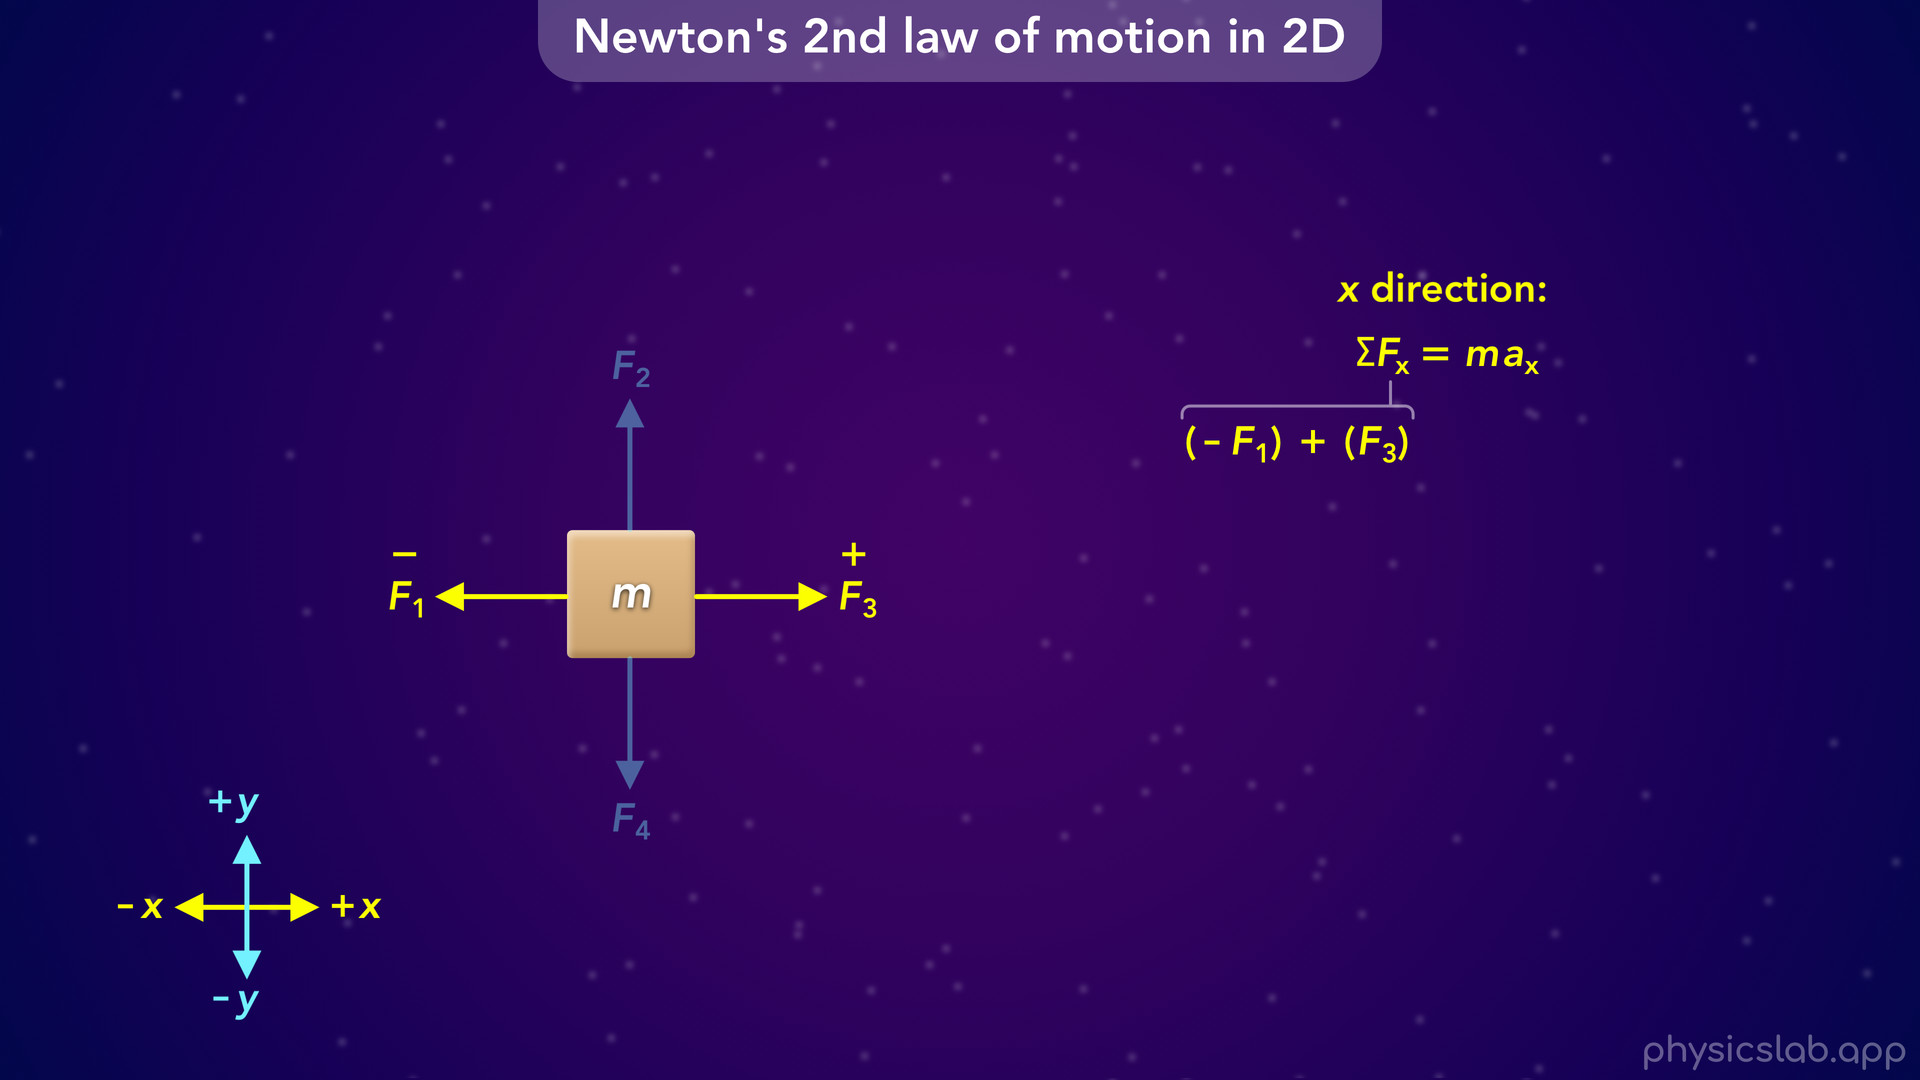 Newton's 2nd law of motion in 2D
x direction:
ΣFₓ = maₓ
(- F₁) + (F₃)
F₂
−
+
F₁
m
F₃
F₄
+y
-x
+x
-y
physicslab.app